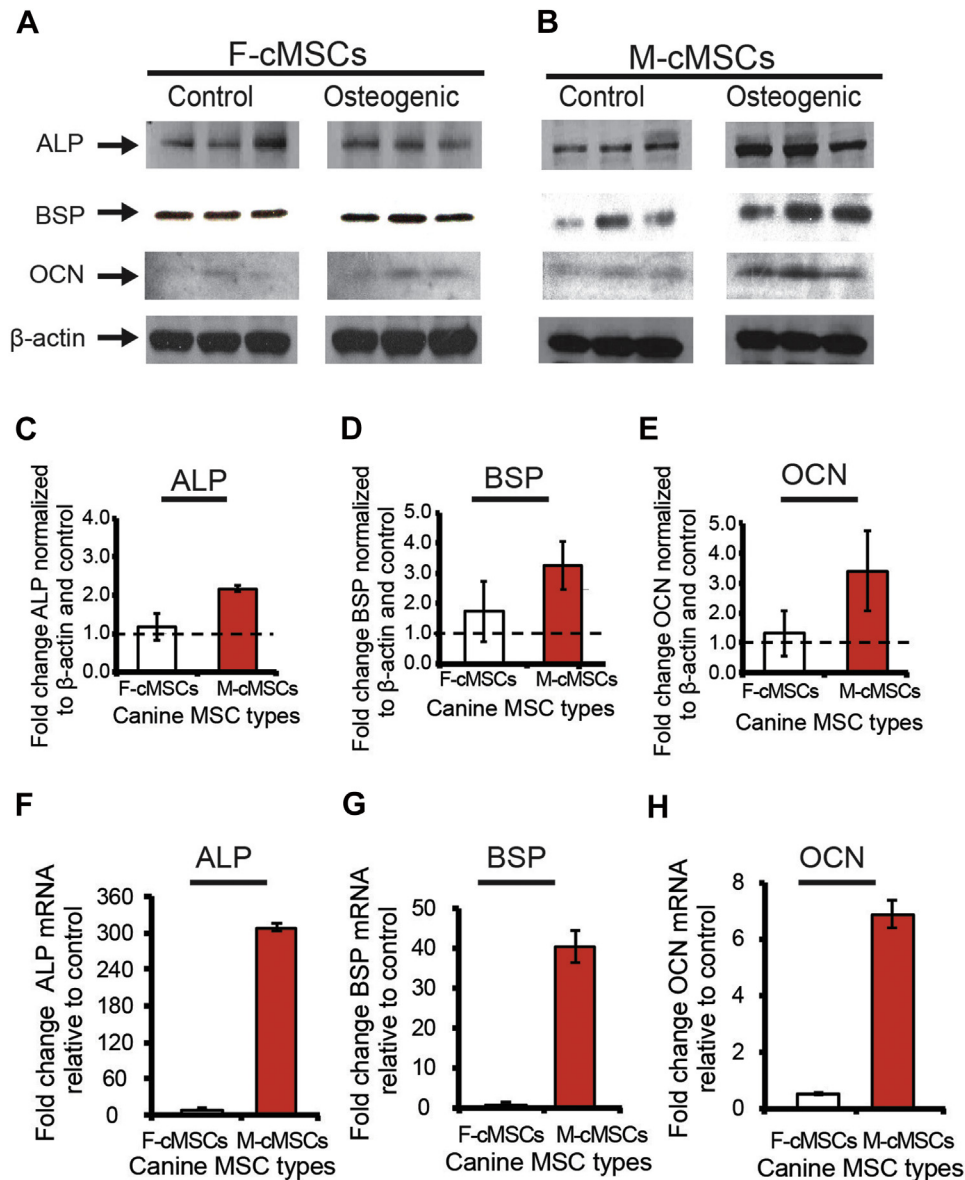 A
B
F-cMSCs
M-cMSCs
Control
Osteogenic
Control
Osteogenic
ALP
BSP
OCN
β-actin
C
D
E
ALP
BSP
OCN
Fold change ALP normalized
to β-actin and control
4.0
3.0
2.0
1.0
0.0
F-cMSCs
M-cMSCs
Canine MSC types
Fold change BSP normalized
to β-actin and control
5.0
4.0
3.0
2.0
1.0
0.0
F-cMSCs
M-cMSCs
Canine MSC types
Fold change OCN normalized
to β-actin and control
5.0
4.0
3.0
2.0
1.0
0.0
F-cMSCs
M-cMSCs
Canine MSC types
F
G
H
ALP
BSP
OCN
Fold change ALP mRNA
relative to control
360
300
240
180
120
60
0
F-cMSCs
M-cMSCs
Canine MSC types
Fold change BSP mRNA
relative to control
50
40
30
20
10
0
F-cMSCs
M-cMSCs
Canine MSC types
Fold change OCN mRNA
relative to control
8
6
4
2
0
F-cMSCs
M-cMSCs
Canine MSC types